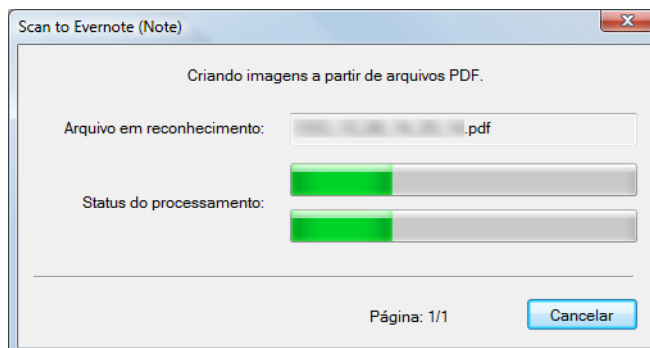 Scan to Evernote (Note)
Criando imagens a partir de arquivos PDF.
Arquivo em reconhecimento: .pdf
Status do processamento:
Página: 1/1 Cancelar